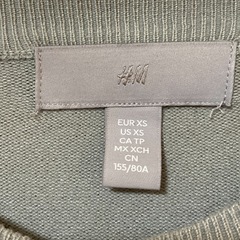 H&M
EUR XS
US XS
CA TP
MX XCH
CN
155/80A